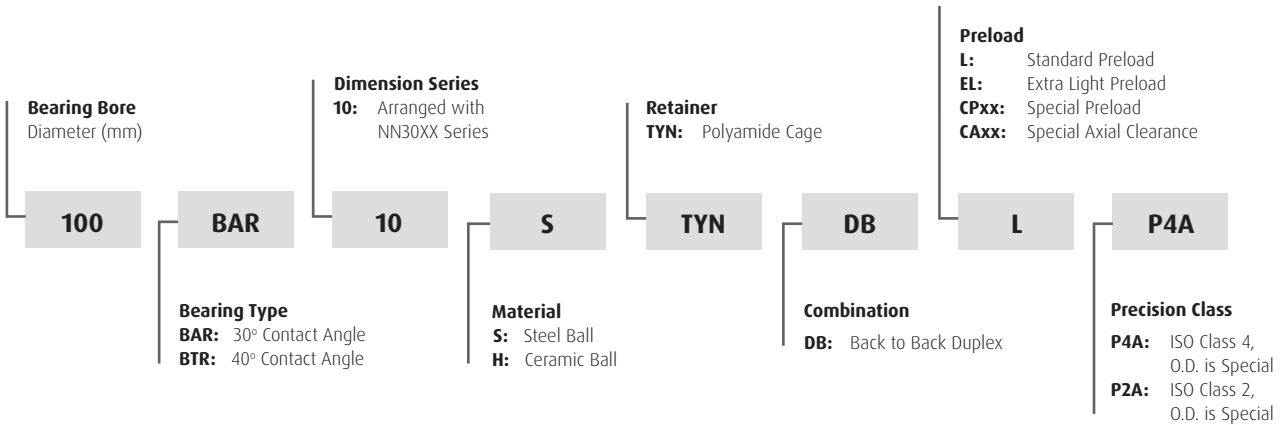 Preload
L: Standard Preload
EL: Extra Light Preload
CPxx: Special Preload
CAxx: Special Axial Clearance
Dimension Series
10: Arranged with
NN30XX Series
Bearing Bore
Diameter (mm)
Retainer
TYN: Polyamide Cage
100 BAR 10 S TYN DB L P4A
Bearing Type
BAR: 30º Contact Angle
BTR: 40º Contact Angle
Material
S: Steel Ball
H: Ceramic Ball
Combination
DB: Back to Back Duplex
Precision Class
P4A: ISO Class 4,
O.D. is Special
P2A: ISO Class 2,
O.D. is Special